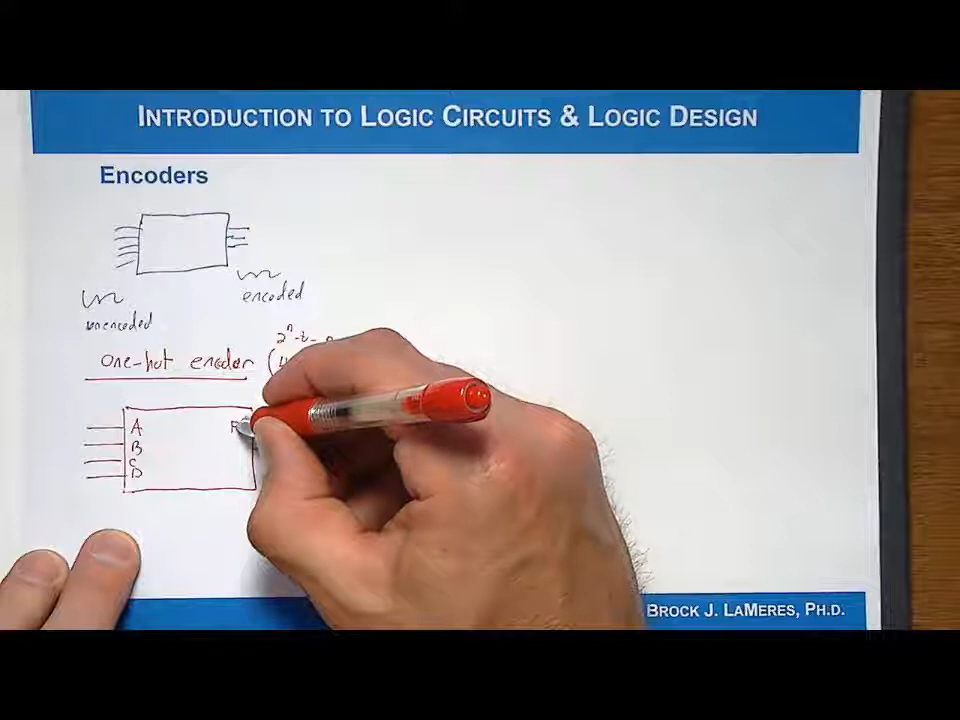 INTRODUCTION TO LOGIC CIRCUITS & LOGIC DESIGN
Encoders
encoded
unencoded
one-hot encoder
A
B
C
D
BROCK J. LAMERES, PH.D.